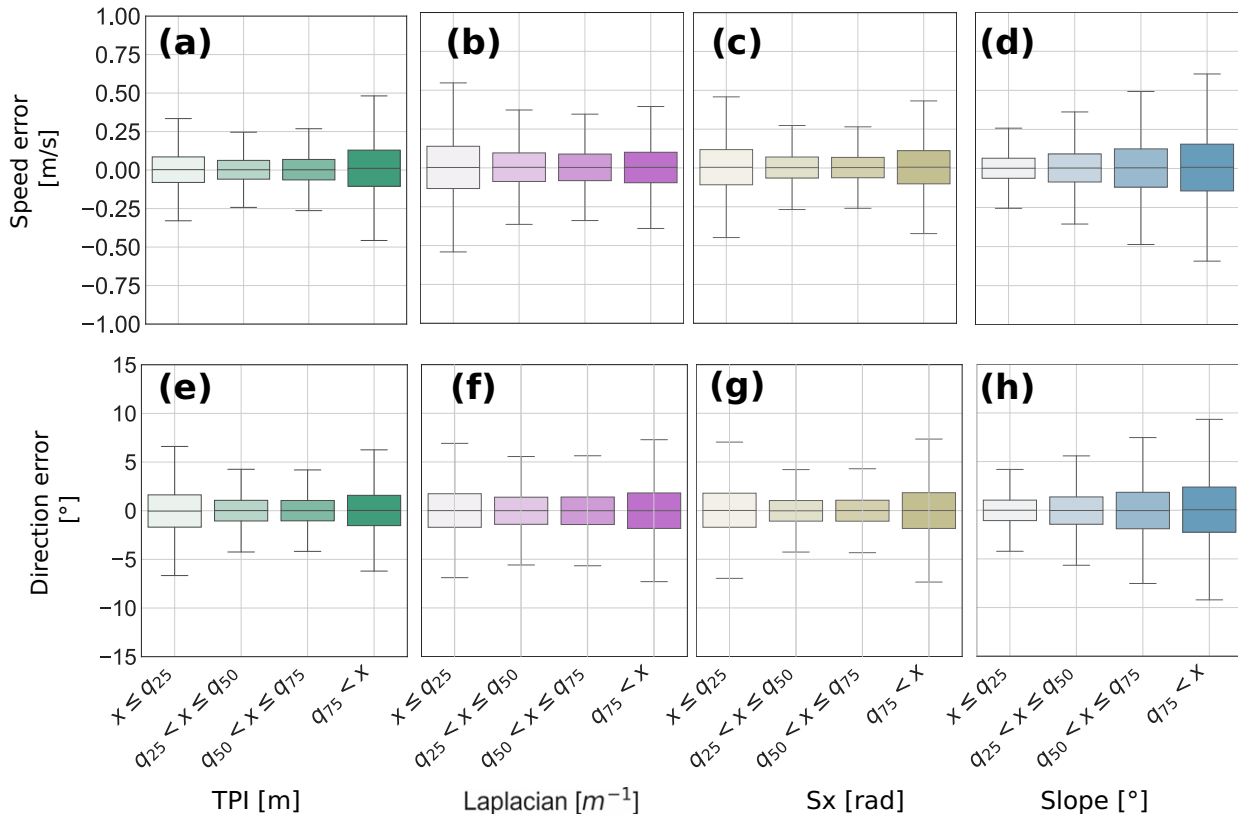 (a) (b) (c) (d)
1.00
0.75
0.50
0.25
0.00
−0.25
−0.50
−0.75
−1.00
Speed error
[m/s]
(e) (f) (g) (h)
15
10
5
0
−5
−10
−15
Direction error
[°]
x ≤ q25 q25 < x ≤ q50 q50 < x ≤ q75 q75 < x
x ≤ q25 q25 < x ≤ q50 q50 < x ≤ q75 q75 < x
x ≤ q25 q25 < x ≤ q50 q50 < x ≤ q75 q75 < x
x ≤ q25 q25 < x ≤ q50 q50 < x ≤ q75 q75 < x
TPI [m] Laplacian [m⁻¹] Sx [rad] Slope [°]